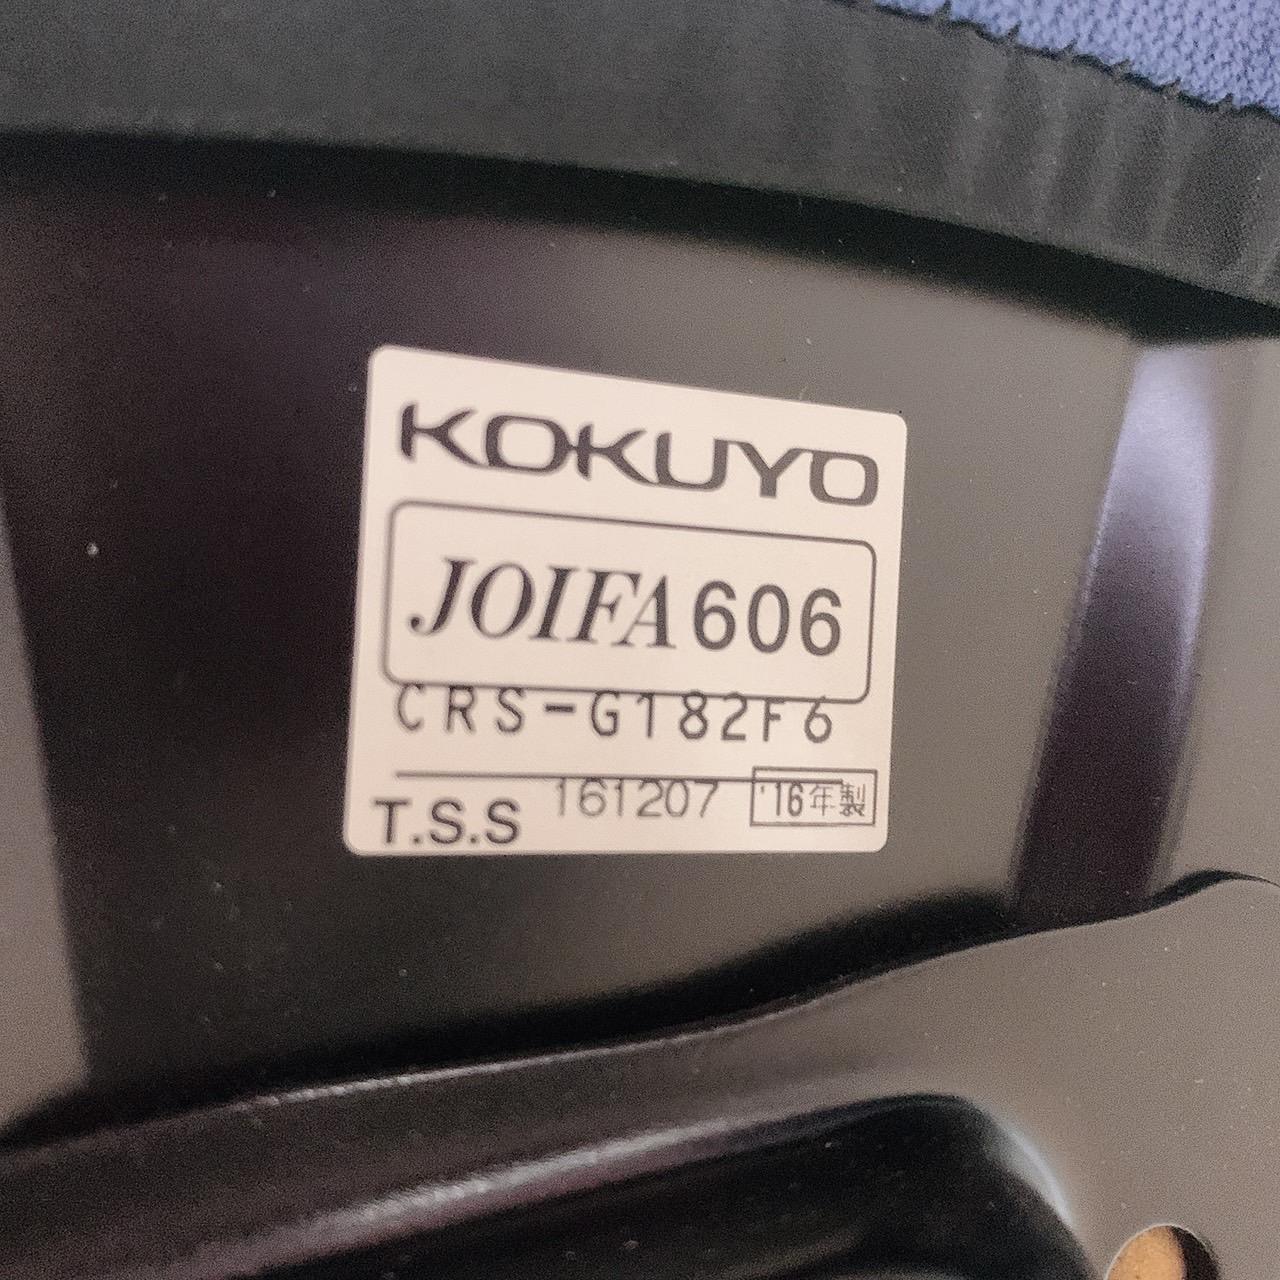 KOKUYO
JOIFA 606
CRS-G182F6
T.S.S 161207 '16年製